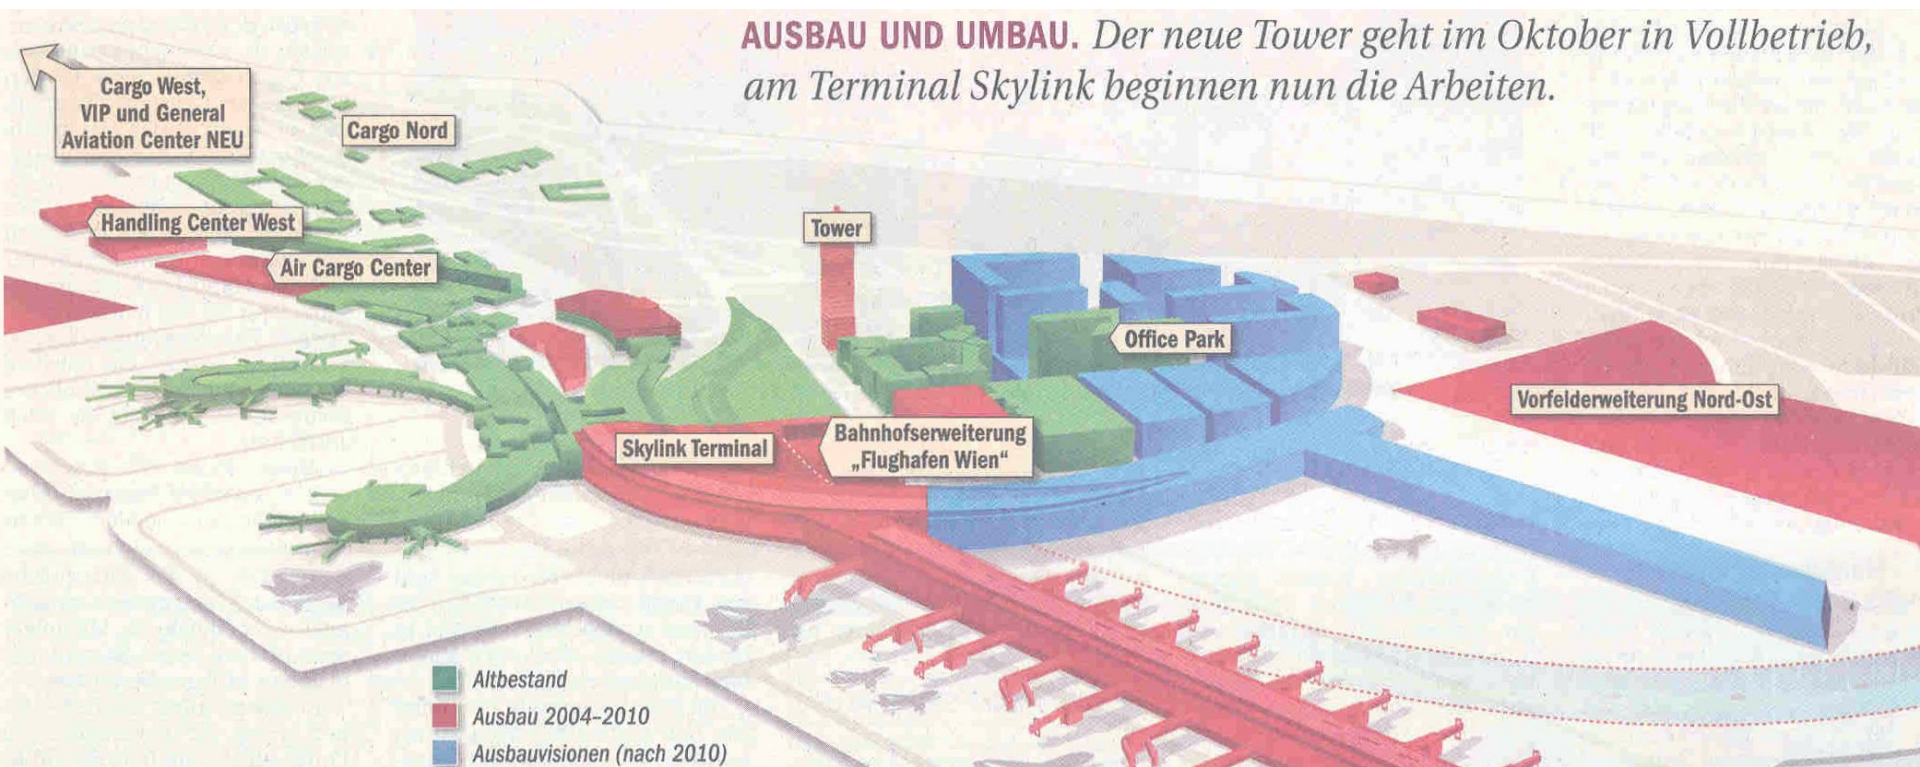 AUSBAU UND UMBAU. Der neue Tower geht im Oktober in Vollbetrieb,
am Terminal Skylink beginnen nun die Arbeiten.
Cargo West,
VIP und General
Aviation Center NEU
Cargo Nord
Handling Center West
Air Cargo Center
Tower
Office Park
Vorfelderweiterung Nord-Ost
Skylink Terminal
Bahnhofserweiterung
„Flughafen Wien“
Altbestand
Ausbau 2004–2010
Ausbauvisionen (nach 2010)